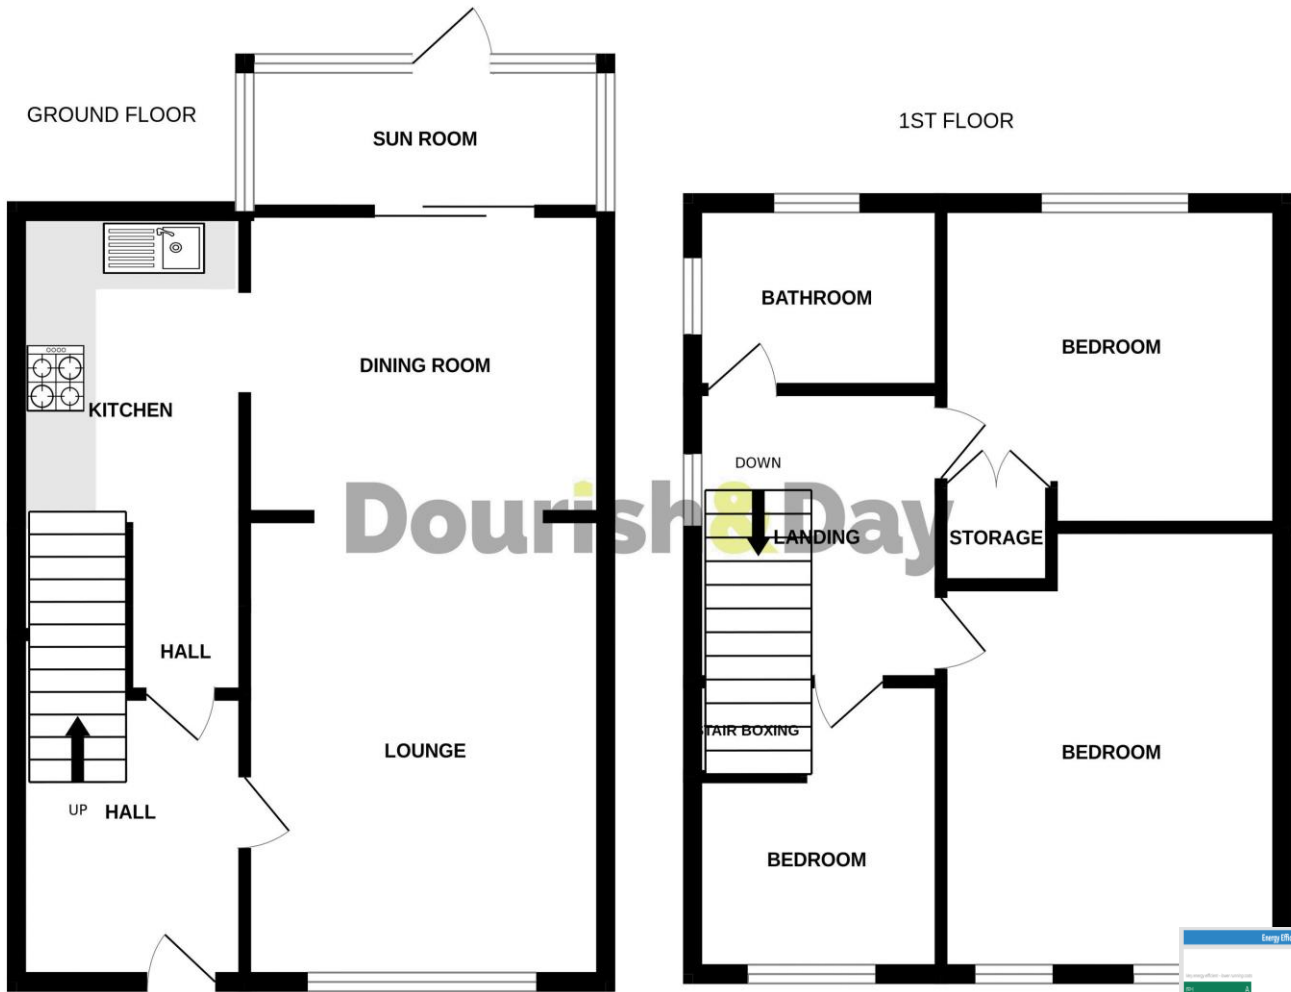 GROUND FLOOR
SUN ROOM
DINING ROOM
KITCHEN
HALL
LOUNGE
UP
HALL
1ST FLOOR
BATHROOM
BEDROOM
DOWN
LANDING
STORAGE
STAIR BOXING
BEDROOM
BEDROOM
Dourish&Day
Energy Effi